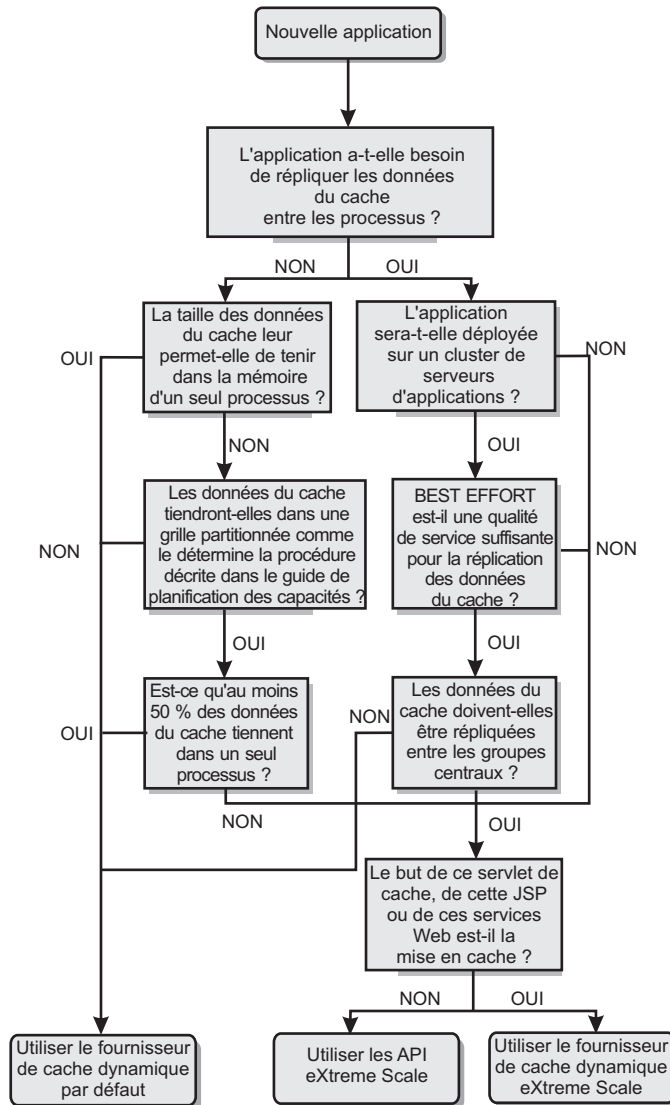 Nouvelle application
L'application a-t-elle besoin
de répliquer les données
du cache
entre les processus ?
NON
OUI
La taille des données
du cache leur
permet-elle de tenir
dans la mémoire
d'un seul processus ?
L'application
sera-t-elle déployée
sur un cluster de
serveurs
d'applications ?
OUI
NON
NON
OUI
Les données du cache
tiendront-elles dans une
grille partitionnée comme
le détermine la procédure
décrite dans le guide de
planification des capacités ?
BEST EFFORT
est-il une qualité
de service suffisante
pour la réplication
des données
du cache ?
NON
NON
OUI
OUI
Est-ce qu'au moins
50 % des données
du cache tiennent
dans un seul
processus ?
Les données du
cache doivent-elles
être répliquées
entre les groupes
centraux ?
OUI
NON
NON
OUI
Le but de ce servlet de
cache, de cette JSP
ou de ces services
Web est-il la
mise en cache ?
NON
OUI
Utiliser le fournisseur
de cache dynamique
par défaut
Utiliser les API
eXtreme Scale
Utiliser le fournisseur
de cache dynamique
eXtreme Scale